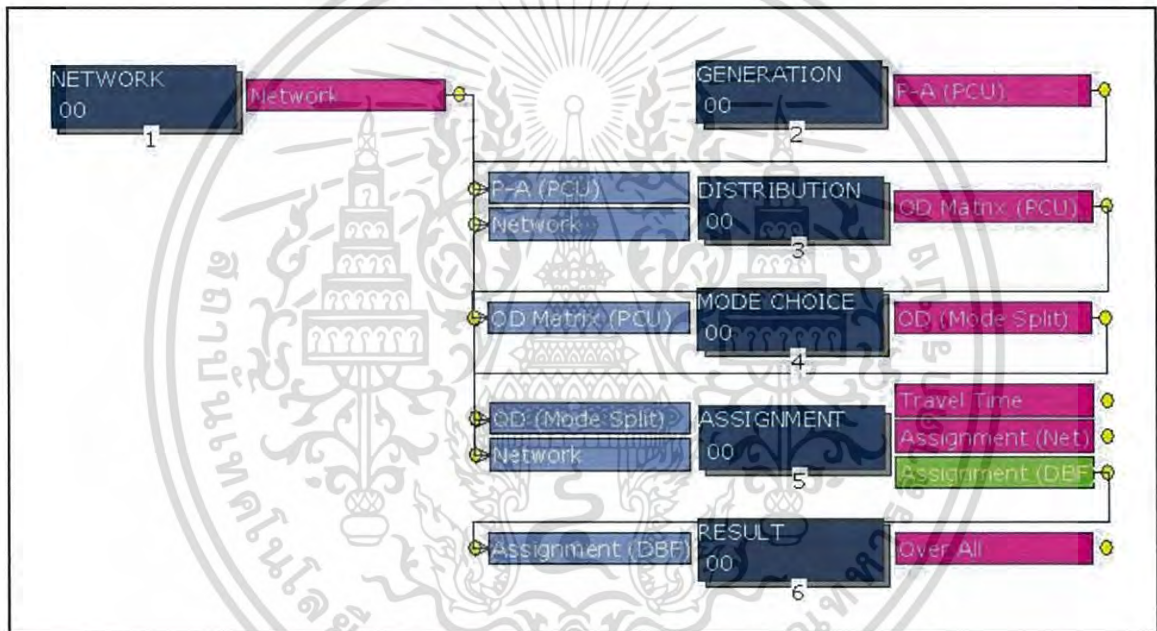 NETWORK
00
1
Network
GENERATION
00
2
P-A (PCU)
P-A (PCU)
Network
DISTRIBUTION
00
3
OD Matrix (PCU)
OD Matrix (PCU)
MODE CHOICE
00
4
OD (Mode Split)
OD (Mode Split)
Network
ASSIGNMENT
00
5
Travel Time
Assignment (Net)
Assignment (DBF
Assignment (DBF)
RESULT
00
6
Over All